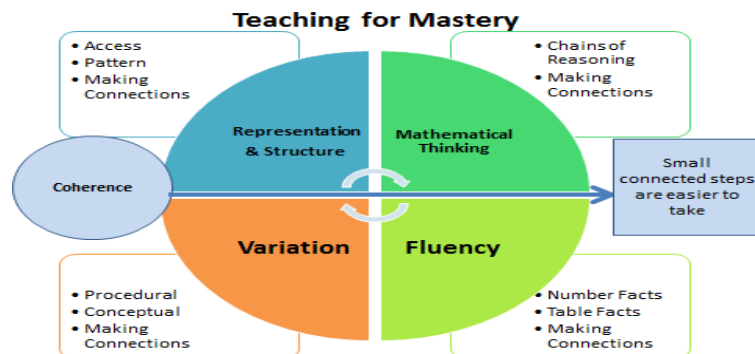 Teaching for Mastery
• Access
• Pattern
• Making
Connections
• Chains of
Reasoning
• Making
Connections
Representation
& Structure
Mathematical
Thinking
Coherence
Small
connected steps
are easier to
take
Variation
Fluency
• Procedural
• Conceptual
• Making
Connections
• Number Facts
• Table Facts
• Making
Connections